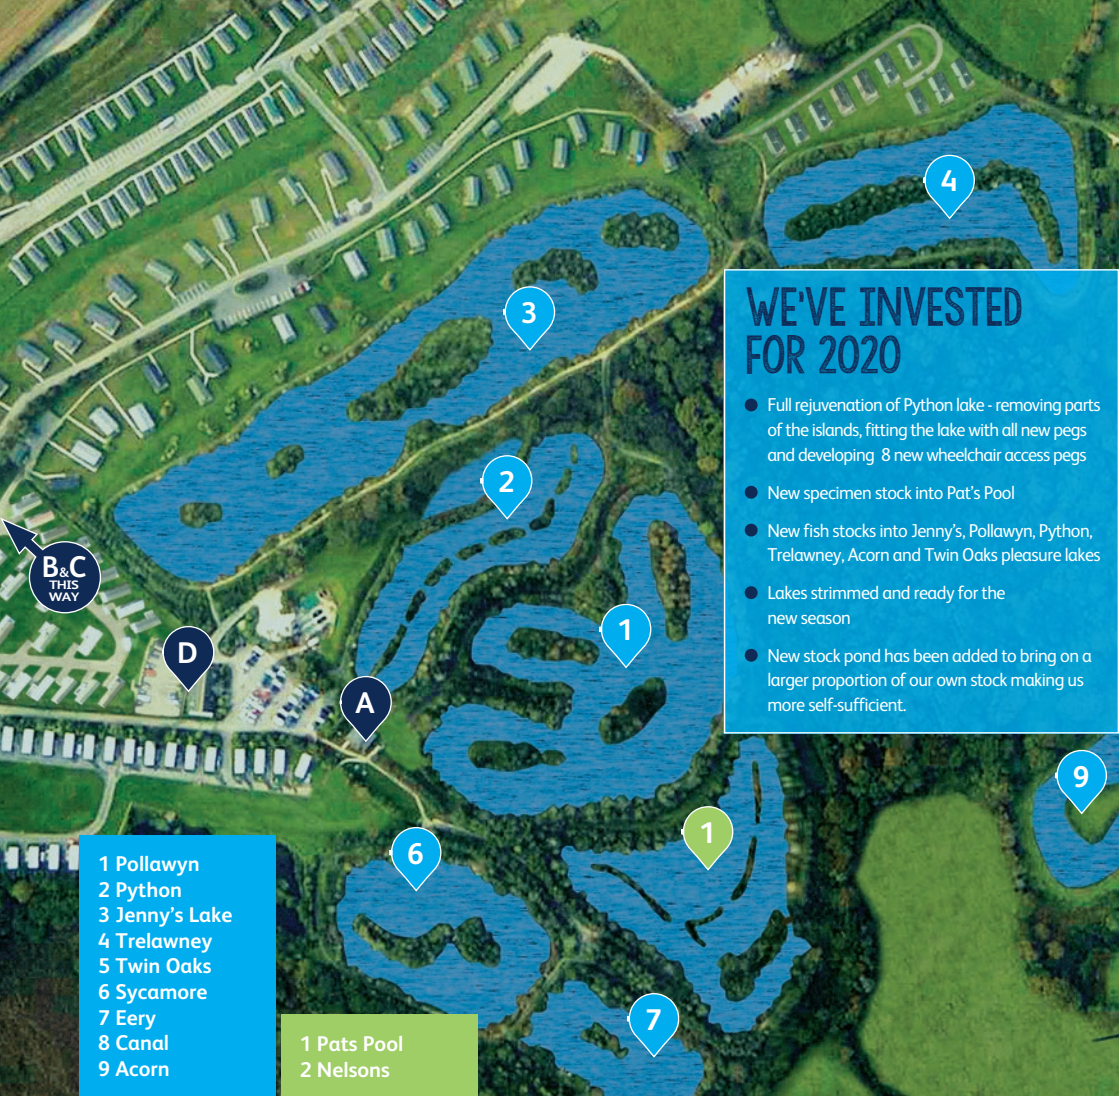 4
3
WE'VE INVESTED
FOR 2020
Full rejuvenation of Python lake - removing parts
of the islands, fitting the lake with all new pegs
and developing 8 new wheelchair access pegs
New specimen stock into Pat's Pool
New fish stocks into Jenny's, Pollawyn, Python,
Trelawney, Acorn and Twin Oaks pleasure lakes
Lakes strimmed and ready for the
new season
New stock pond has been added to bring on a
larger proportion of our own stock making us
more self-sufficient.
2
B&C
THIS
WAY
1
D
A
9
1
6
7
1 Pollawyn
2 Python
3 Jenny's Lake
4 Trelawney
5 Twin Oaks
6 Sycamore
7 Eery
8 Canal
9 Acorn
1 Pats Pool
2 Nelsons